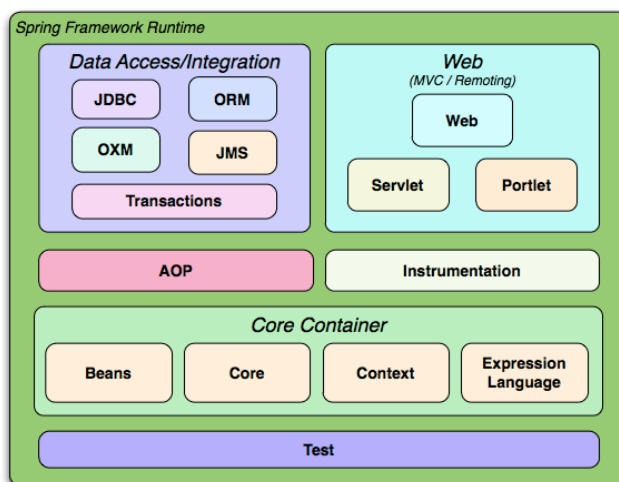 Spring Framework Runtime
Data Access/Integration
JDBC
ORM
OXM
JMS
Transactions
Web
(MVC / Remoting)
Web
Servlet
Portlet
AOP
Instrumentation
Core Container
Beans
Core
Context
Expression
Language
Test